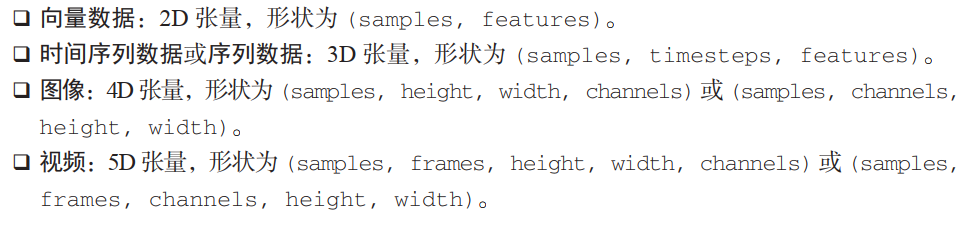 ❑ 向量数据：2D 张量，形状为 (samples, features)。
❑ 时间序列数据或序列数据：3D 张量，形状为 (samples, timesteps, features)。
❑ 图像：4D 张量，形状为 (samples, height, width, channels) 或 (samples, channels,
height, width)。
❑ 视频：5D 张量，形状为 (samples, frames, height, width, channels) 或 (samples,
frames, channels, height, width)。